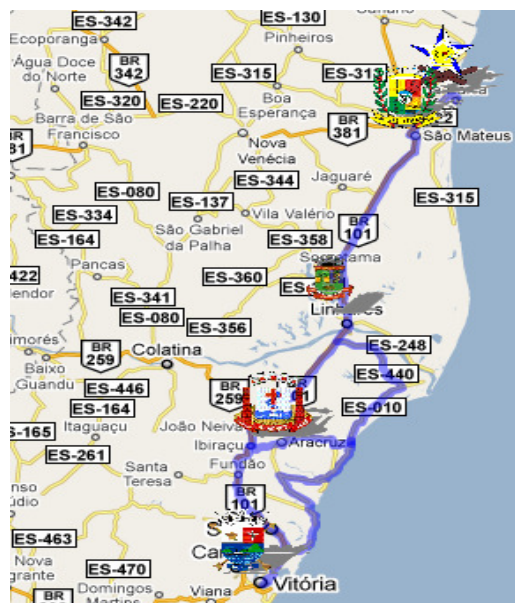 ES-342
ES-130
Ecoporanga
Pinheiros
BR
342
Água Doce
do Norte
ES-315
ES-313
ES-320
ES-220
Boa
Esperança
Barra de São
Francisco
BR
381
São Mateus
Nova
Venécia
ES-344
Jaguaré
ES-080
ES-137
ES-315
ES-334
Vila Valério
BR
101
São Gabriel
da Palha
ES-164
ES-358
Pancas
ES-360
ES-341
ES-080
ES-356
Linhares
BR
259
Colatina
ES-248
Baixo
Guandu
ES-446
BR
259
ES-440
ES-164
ES-010
Itaguaçu
João Neiva
Ibiraçu
Aracruz
ES-261
Santa
Teresa
Fundão
BR
101
ES-463
Nova
ES-470
Vitória
BR
Domingos
Viana